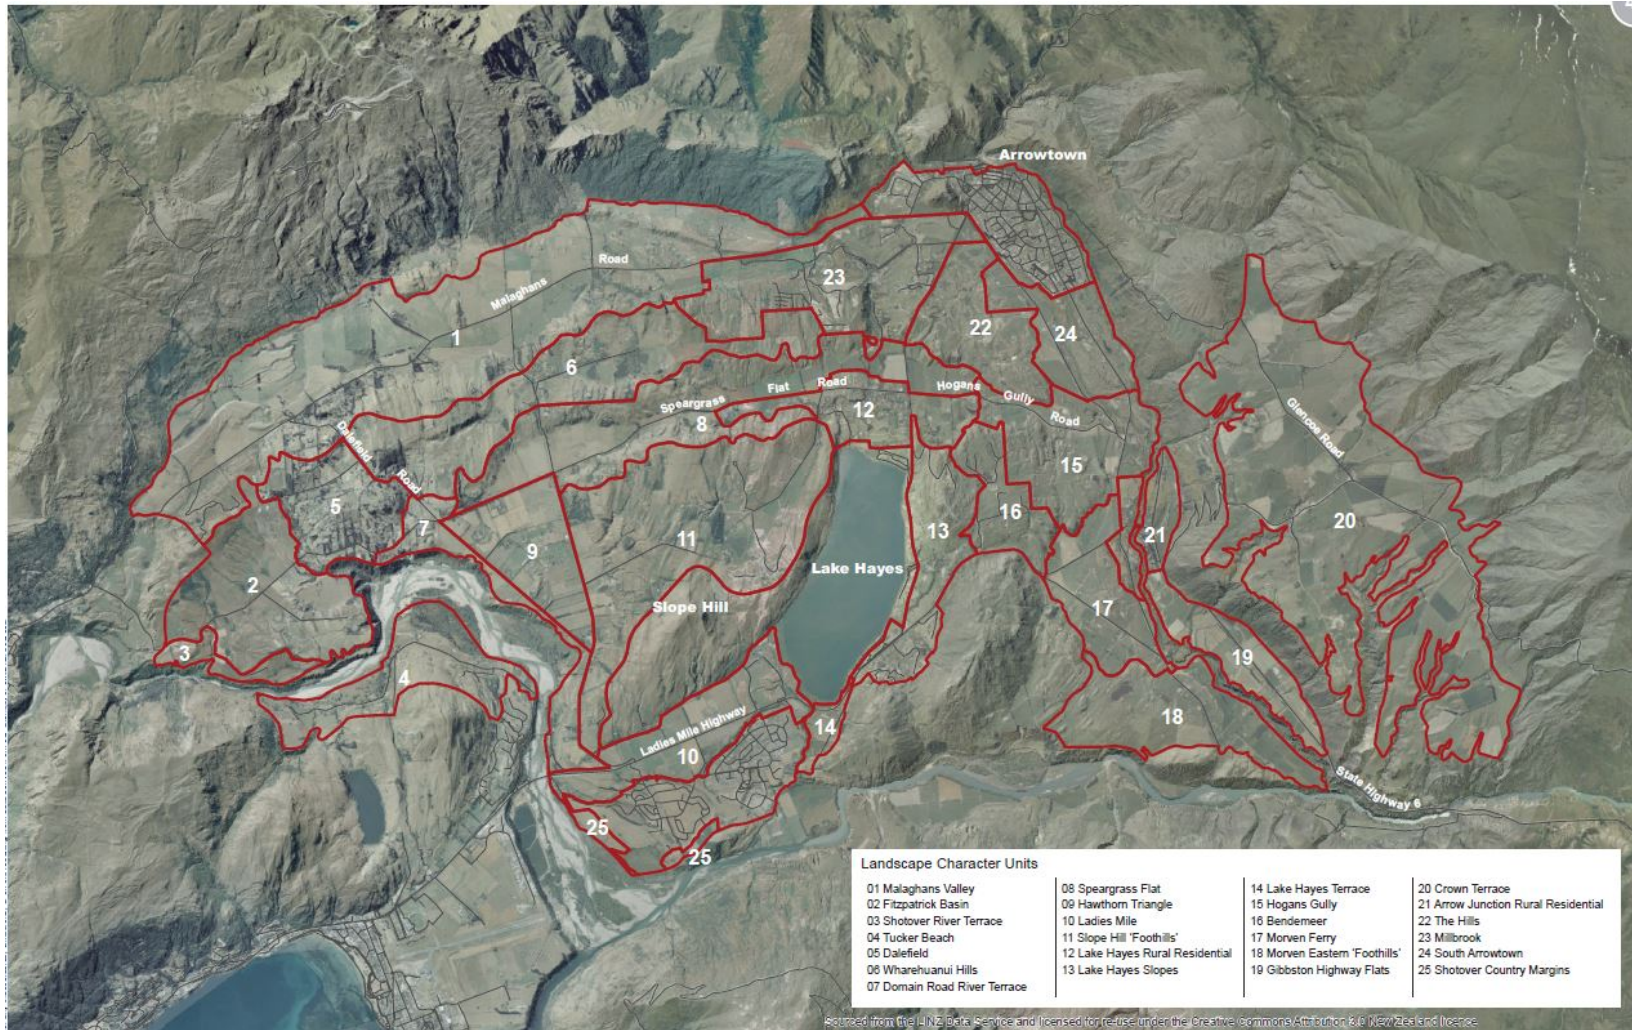 Arrowtown
Road
Malaghans
23
1
22
24
6
Flat
Road
Hogans
Speargrass
12
Gully
Road
Glencoe Road
8
Dalefield
Road
15
5
7
16
20
13
21
11
9
Lake Hayes
2
Slope Hill
17
3
19
4
Ladies Mile Highway
14
18
10
State Highway 6
25
25
Landscape Character Units
01 Malaghans Valley
02 Fitzpatrick Basin
03 Shotover River Terrace
04 Tucker Beach
05 Dalefield
06 Wharehuanui Hills
07 Domain Road River Terrace
08 Speargrass Flat
09 Hawthorn Triangle
10 Ladies Mile
11 Slope Hill 'Foothills'
12 Lake Hayes Rural Residential
13 Lake Hayes Slopes
14 Lake Hayes Terrace
15 Hogans Gully
16 Bendemeer
17 Morven Ferry
18 Morven Eastern 'Foothills'
19 Gibbston Highway Flats
20 Crown Terrace
21 Arrow Junction Rural Residential
22 The Hills
23 Millbrook
24 South Arrowtown
25 Shotover Country Margins
Sourced from the LINZ Data Service and licensed for re-use under the Creative Commons Attribution 3.0 New Zealand licence